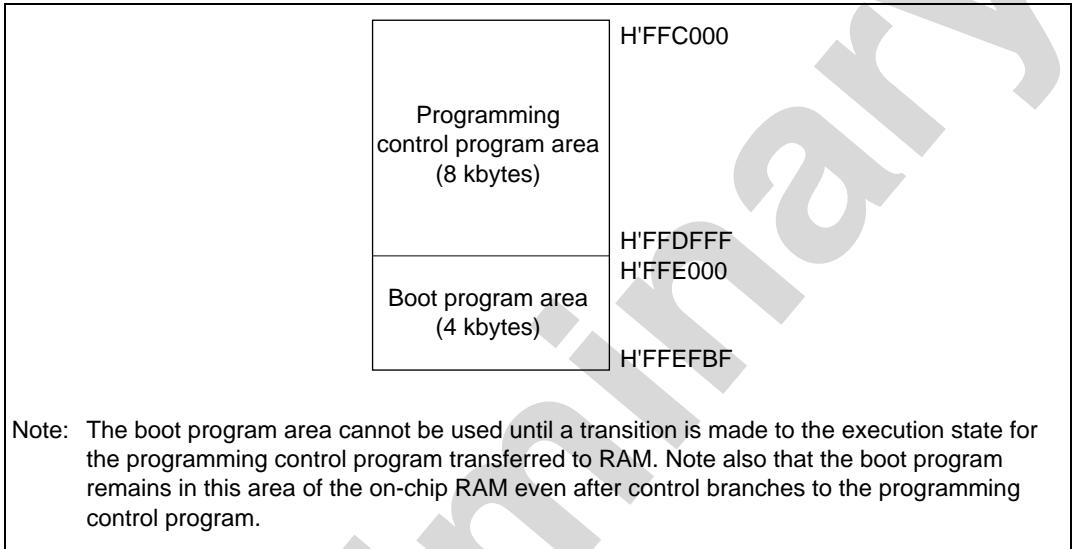 H'FFC000
Programming
control program area
(8 kbytes)
H'FFDFFF
H'FFE000
Boot program area
(4 kbytes)
H'FFEFBF
Note: The boot program area cannot be used until a transition is made to the execution state for
the programming control program transferred to RAM. Note also that the boot program
remains in this area of the on-chip RAM even after control branches to the programming
control program.